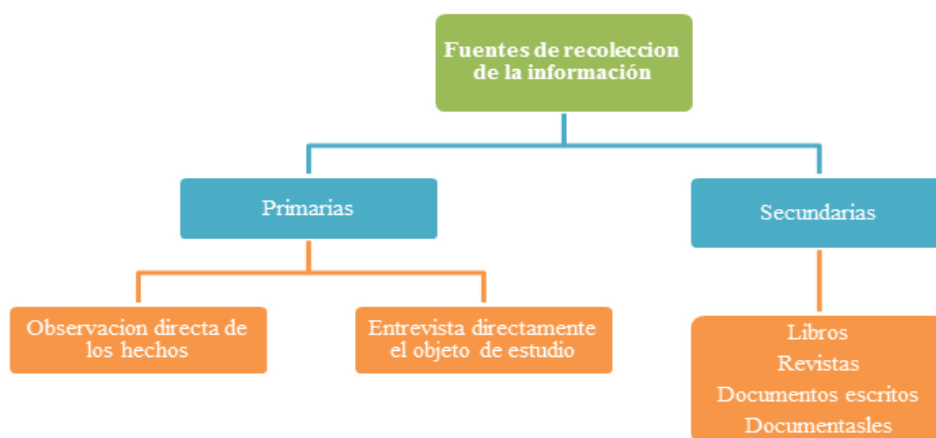 Fuentes de recoleccion
de la información
Primarias
Secundarias
Observacion directa de
los hechos
Entrevista directamente
el objeto de estudio
Libros
Revistas
Documentos escritos
Documentasles